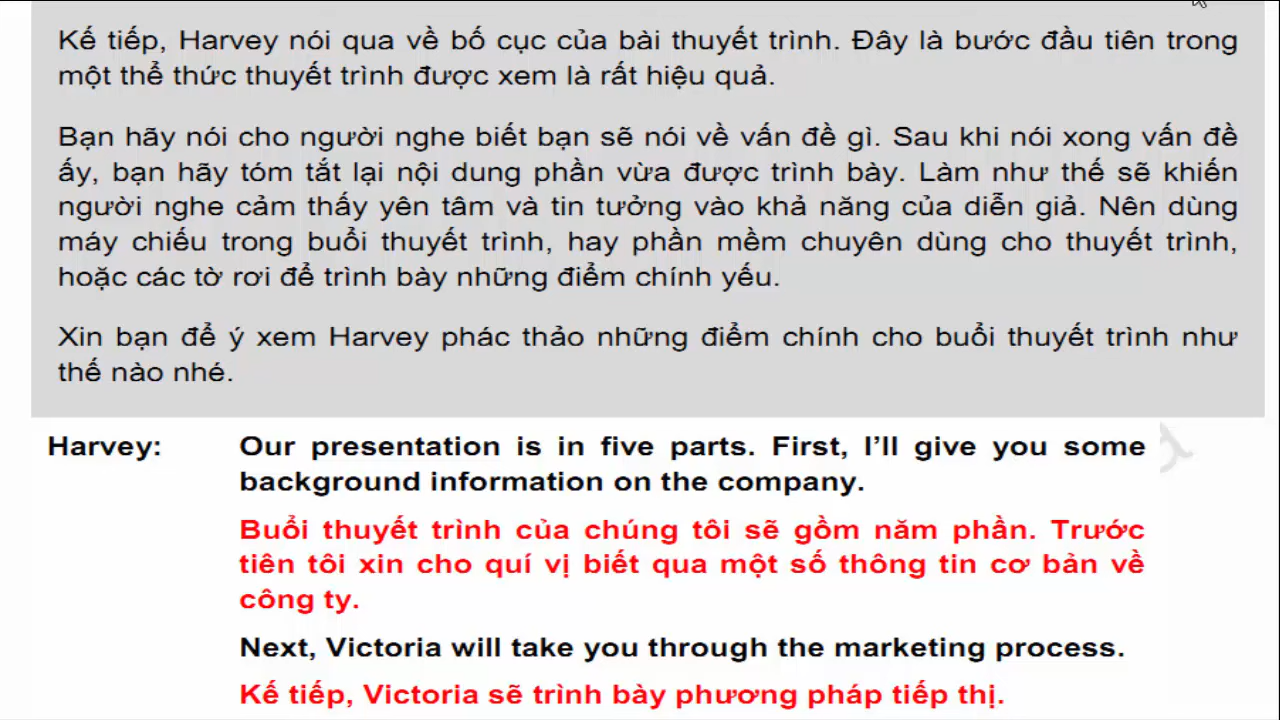 Kế tiếp, Harvey nói qua về bố cục của bài thuyết trình. Đây là bước đầu tiên trong
một thể thức thuyết trình được xem là rất hiệu quả.
Bạn hãy nói cho người nghe biết bạn sẽ nói về vấn đề gì. Sau khi nói xong vấn đề
ấy, bạn hãy tóm tắt lại nội dung phần vừa được trình bày. Làm như thế sẽ khiến
người nghe cảm thấy yên tâm và tin tưởng vào khả năng của diễn giả. Nên dùng
máy chiếu trong buổi thuyết trình, hay phần mềm chuyên dùng cho thuyết trình,
hoặc các tờ rơi để trình bày những điểm chính yếu.
Xin bạn để ý xem Harvey phác thảo những điểm chính cho buổi thuyết trình như
thế nào nhé.
Harvey: Our presentation is in five parts. First, I’ll give you some
background information on the company.
Buổi thuyết trình của chúng tôi sẽ gồm năm phần. Trước
tiên tôi xin cho quí vị biết qua một số thông tin cơ bản về
công ty.
Next, Victoria will take you through the marketing process.
Kế tiếp, Victoria sẽ trình bày phương pháp tiếp thị.